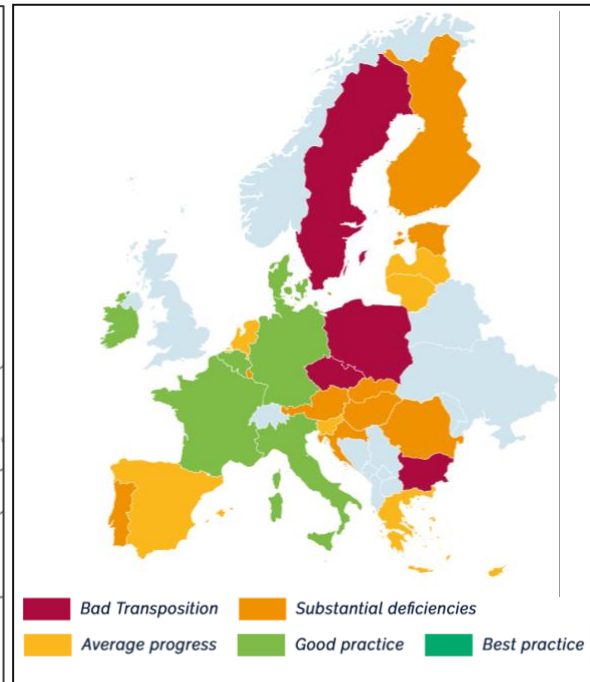 Bad Transposition
Substantial deficiencies
Average progress
Good practice
Best practice